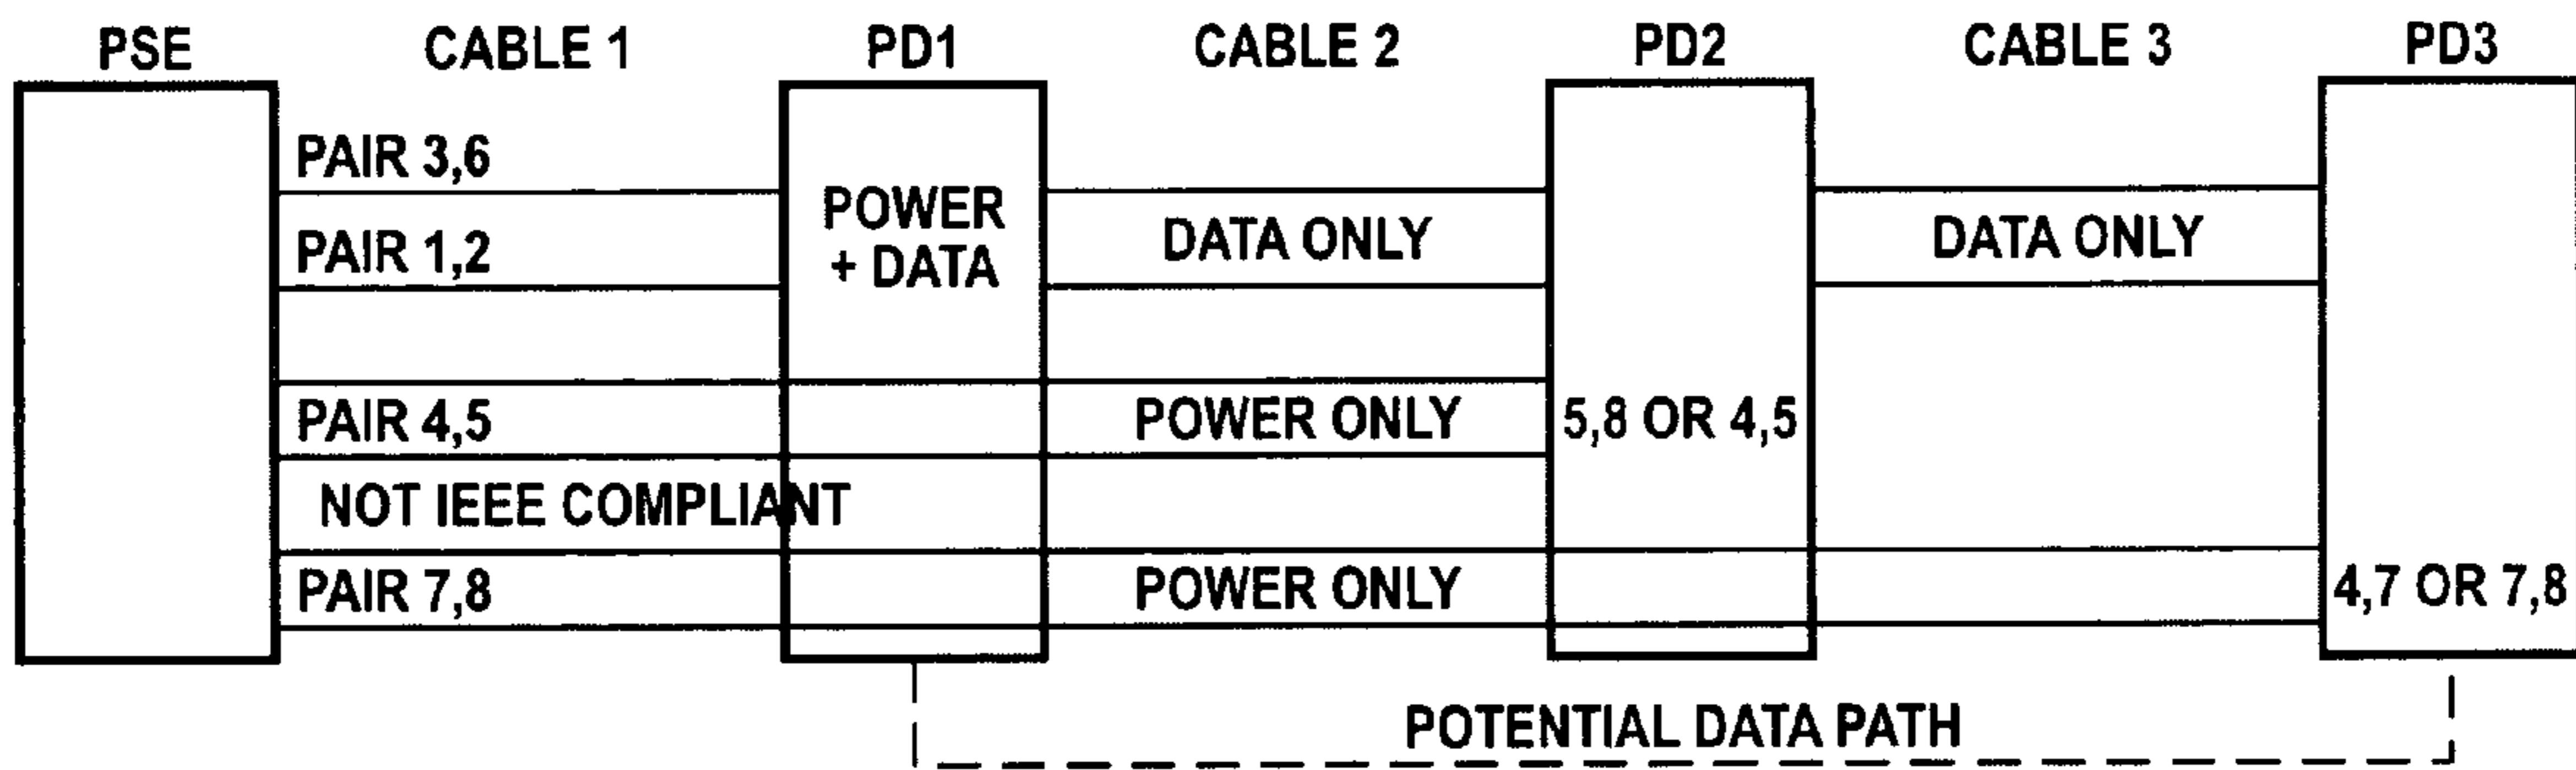 PSE CABLE 1 PD1 CABLE 2 PD2 CABLE 3 PD3
PAIR 3,6
POWER
+ DATA
DATA ONLY
DATA ONLY
PAIR 1,2
PAIR 4,5
POWER ONLY
5,8 OR 4,5
NOT IEEE COMPLIANT
PAIR 7,8
POWER ONLY
4,7 OR 7,8
POTENTIAL DATA PATH